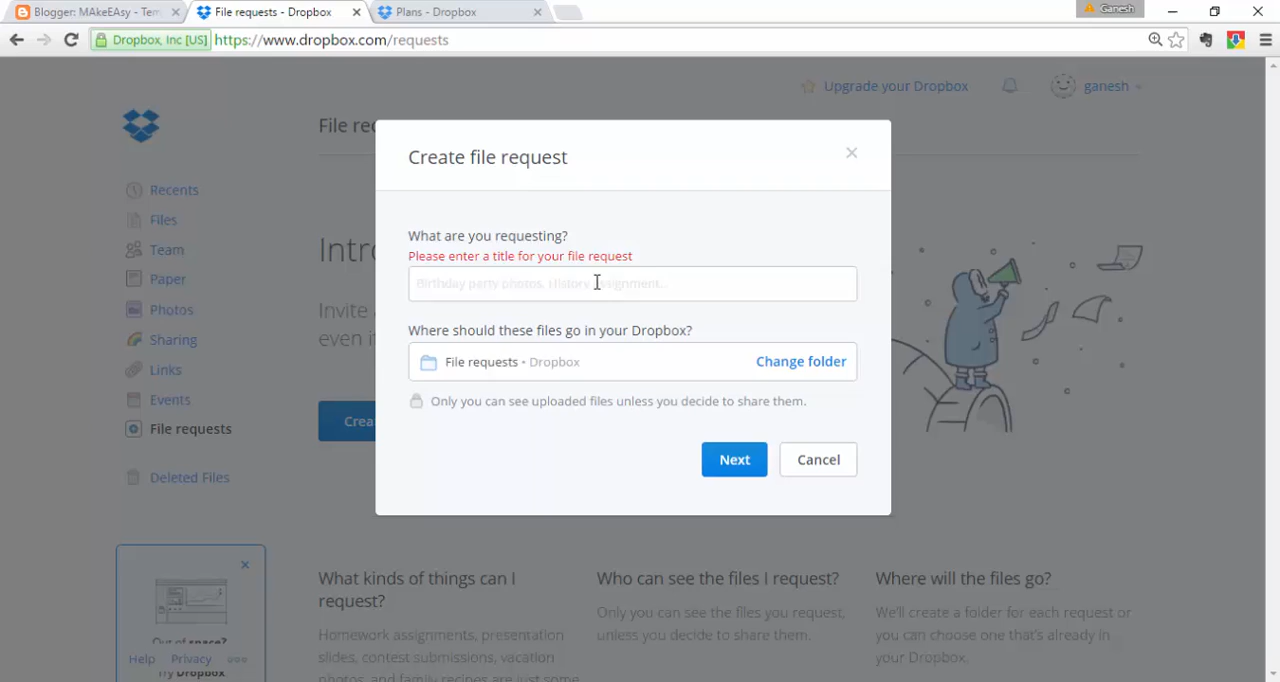 Blogger: MAkeEAsy - Tem
File requests - Dropbox
Plans - Dropbox
Ganesh
Dropbox, Inc [US]
https://www.dropbox.com/requests
Upgrade your Dropbox
ganesh
File re
Create file request
Recents
Files
Team
Paper
Photos
Sharing
Links
Events
File requests
Deleted Files
Intr
Invite
even i
Crea
What are you requesting?
Please enter a title for your file request
Birthday party photos, History assignment...
Where should these files go in your Dropbox?
File requests • Dropbox
Change folder
Only you can see uploaded files unless you decide to share them.
Next
Cancel
Out of space?
Help Privacy
Try Dropbox
What kinds of things can I
request?
Homework assignments, presentation
slides, contest submissions, vacation
photos, and family recipes are just some
Who can see the files I request?
Only you can see the files you request,
unless you decide to share them.
Where will the files go?
We'll create a folder for each request or
you can choose one that's already in
your Dropbox.